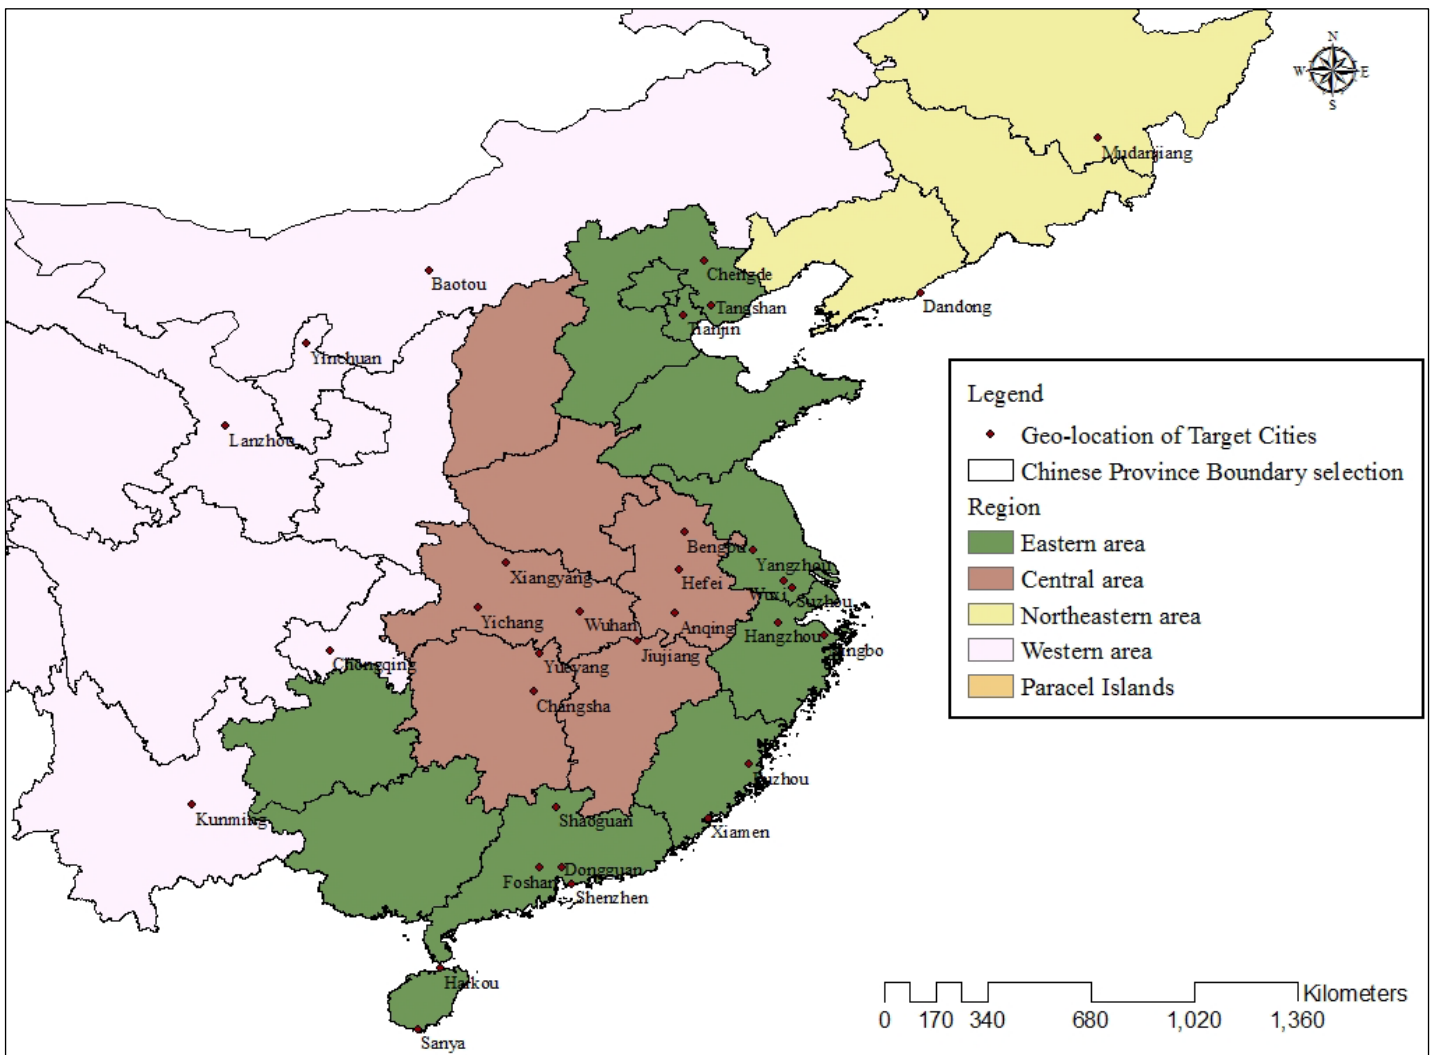 N
W E
S
Mudanjiang
Chengde
Baotou
Tangshan
Dandong
Tianjin
Yinchuan
Lanzhou
Legend
Geo-location of Target Cities
Chinese Province Boundary selection
Region
Eastern area
Central area
Northeastern area
Western area
Paracel Islands
Bengbu
Yangzhou
Xiangyang
Hefei
Wuxi
Suzhou
Yichang
Wuhan
Anqing
Hangzhou
Ningbo
Jiujiang
Chongqing
Yueyang
Changsha
Fuzhou
Kunming
Shaoguan
Xiamen
Dongguan
Foshan
Shenzhen
Haikou
Sanya
Kilometers
0 170 340 680 1,020 1,360